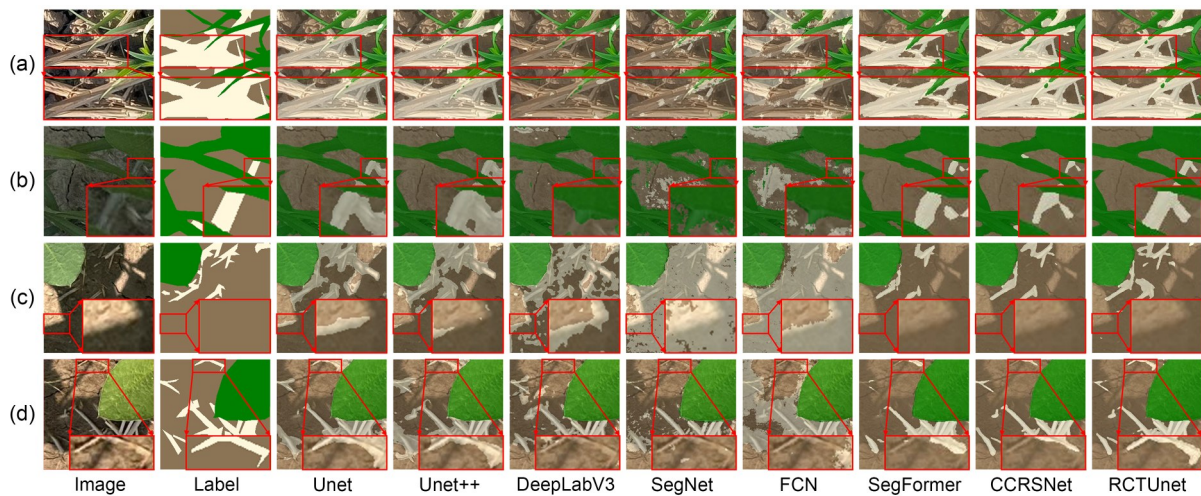 (a)
(b)
(c)
(d)
Image Label Unet Unet++ DeepLabV3 SegNet FCN SegFormer CCRSNet RCTUnet